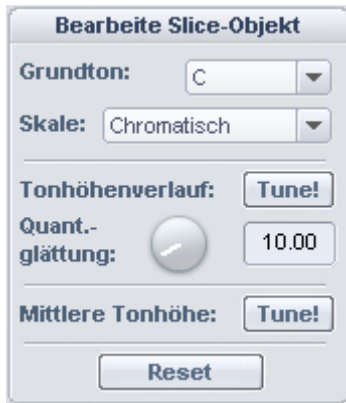 Bearbeite Slice-Objekt
Grundton: C
Skale: Chromatisch
Tonhöhenverlauf: Tune!
Quant.-
glättung: 10.00
Mittlere Tonhöhe: Tune!
Reset